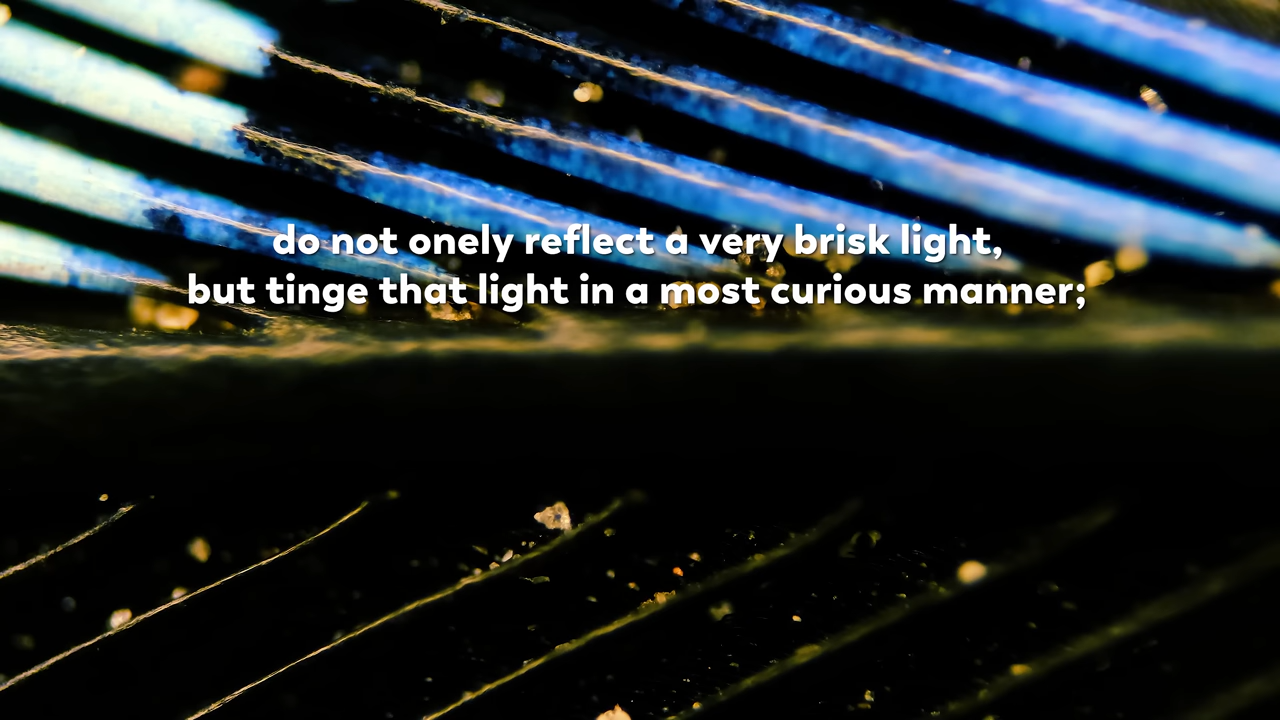 do not onely reflect a very brisk light,
but tinge that light in a most curious manner;